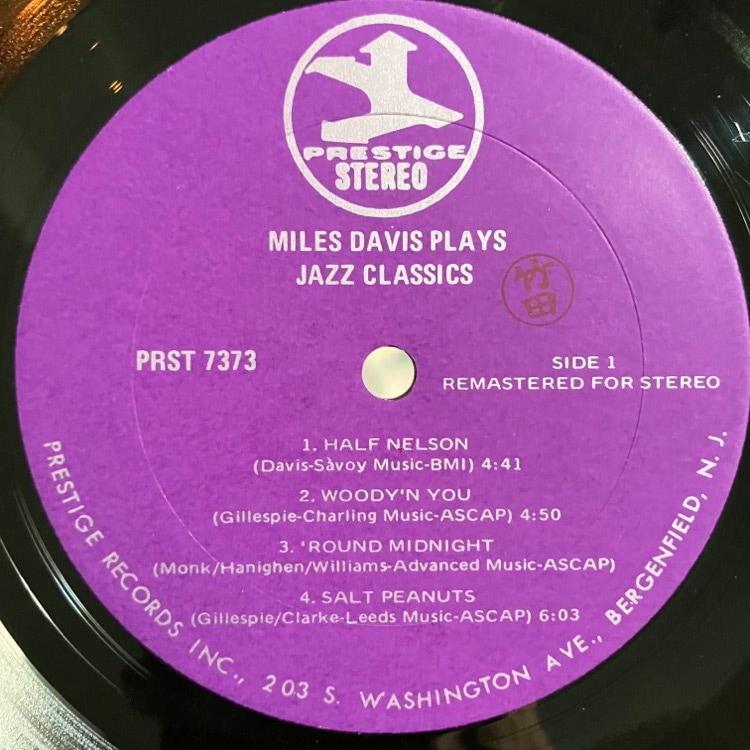 PRESTIGE
STEREO
MILES DAVIS PLAYS
JAZZ CLASSICS
竹田
PRST 7373
SIDE 1
REMASTERED FOR STEREO
1. HALF NELSON
(Davis-Savoy Music-BMI) 4:41
2. WOODY'N YOU
(Gillespie-Charling Music-ASCAP) 4:50
3. 'ROUND MIDNIGHT
(Monk/Hanighen/Williams-Advanced Music-ASCAP)
4. SALT PEANUTS
(Gillespie/Clarke-Leeds Music-ASCAP) 6:03
PRESTIGE RECORDS INC., 203 S. WASHINGTON AVE., BERGENFIELD, N. J.